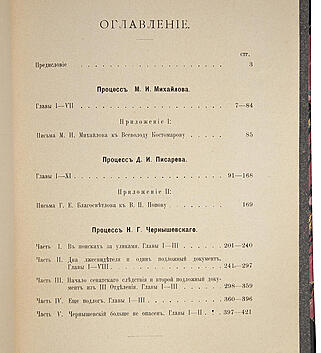 ОГЛАВЛЕНІЕ.
СТР.
Предисловіе . . . . . . . . . . . . . . . . 3
Процессъ М. И. Михайлова.
Главы I—VII . . . . . . . . . . . . . . . . 7—84
Приложеніе I:
Письма М. И. Михайлова къ Всеволоду Костомарову . . . . 85
Процессъ Д. И. Писарева.
Главы I—XI . . . . . . . . . . . . . . . . 91—168
Приложеніе II:
Письма Г. Е. Благосвѣтлова къ В. П. Попову . . . . . . 169
Процессъ Н. Г. Чернышевскаго.
Часть I. Въ поискахъ за уликами. Главы I—III . . . . . 201—240
Часть II. Два лжесвидѣтеля и одинъ подложный документъ.
Главы I—VIII . . . . . . . . . . . . . 241—297
Часть III. Начало сенатскаго слѣдствія и второй подложный доку-
ментъ изъ III Отдѣленія. Главы I—III . . . . . . 298—359
Часть IV. Еще подлогъ. Главы I—III . . . . . . . . . 360—396
Часть V. Чернышевскій больше не опасенъ. Главы I—II . . 397—421